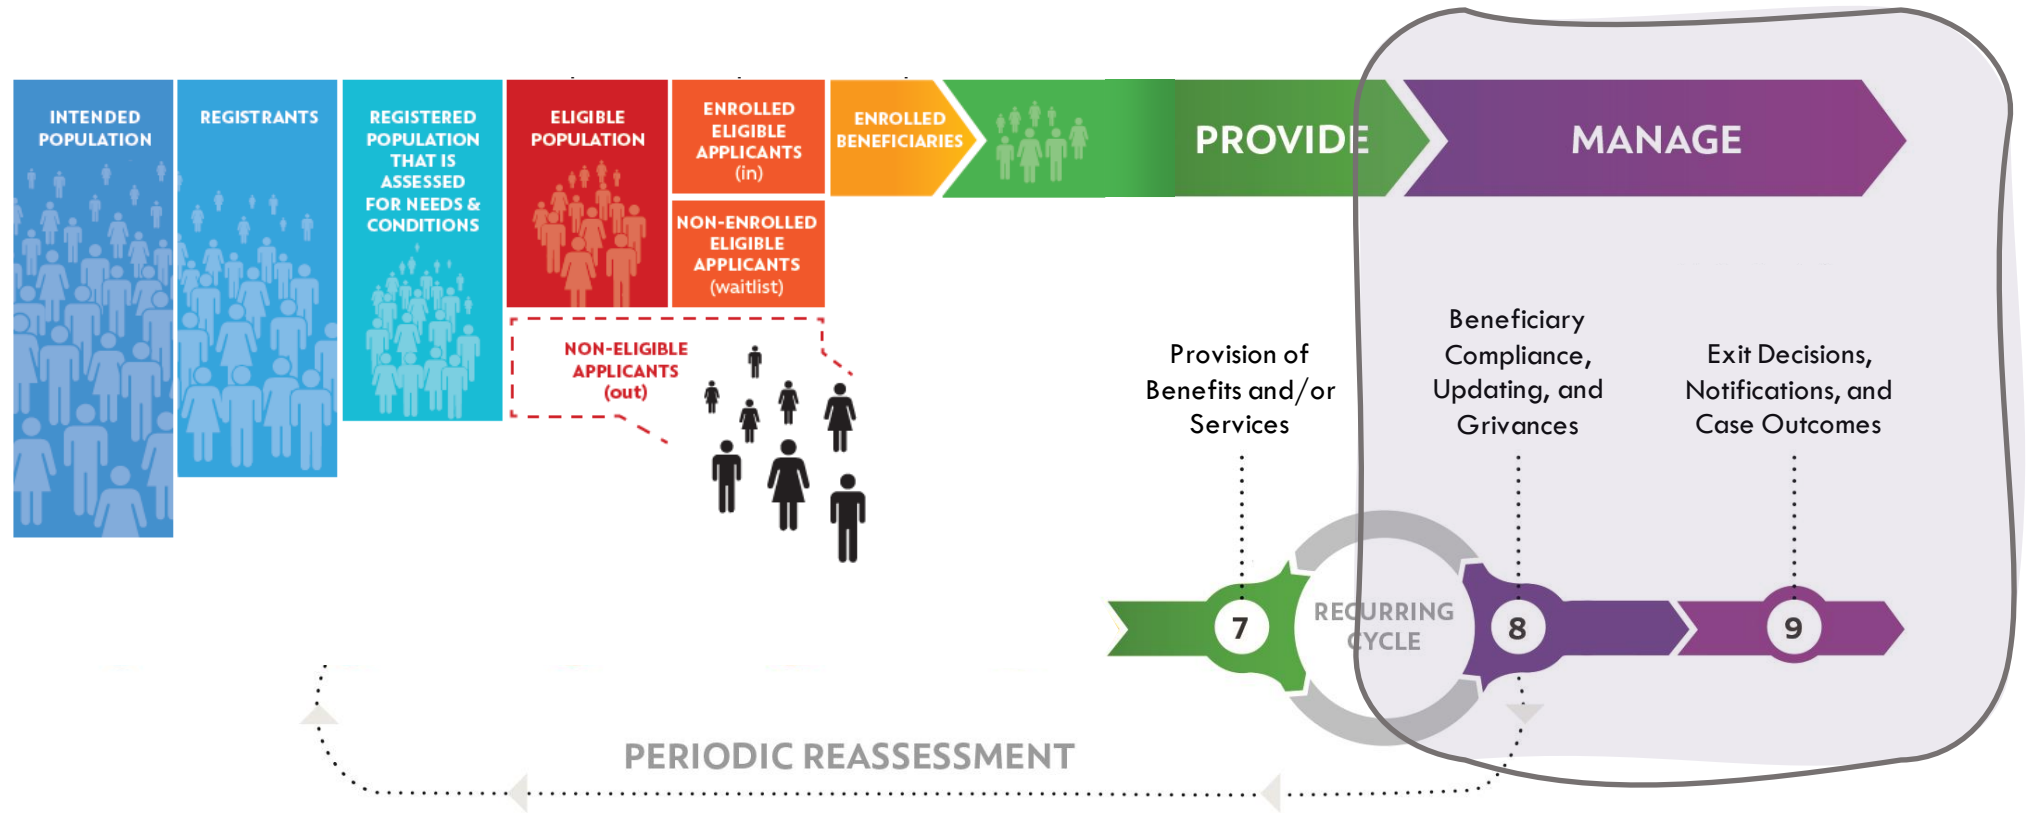 INTENDED
POPULATION
REGISTRANTS
REGISTERED
POPULATION
THAT IS
ASSESSED
FOR NEEDS &
CONDITIONS
ELIGIBLE
POPULATION
ENROLLED
ELIGIBLE
APPLICANTS
(in)
NON-ENROLLED
ELIGIBLE
APPLICANTS
(waitlist)
ENROLLED
BENEFICIARIES
PROVIDE
MANAGE
NON-ELIGIBLE
APPLICANTS
(out)
Provision of
Benefits and/or
Services
Beneficiary
Compliance,
Updating, and
Grivances
Exit Decisions,
Notifications, and
Case Outcomes
7
RECURRING
CYCLE
8
9
PERIODIC REASSESSMENT